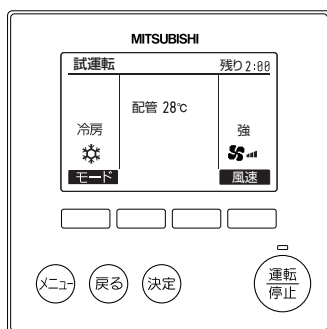 MITSUBISHI
試運転 残り2:00
配管 28℃
冷房 強
モード 風速
メニュー 戻る 決定 運転
停止